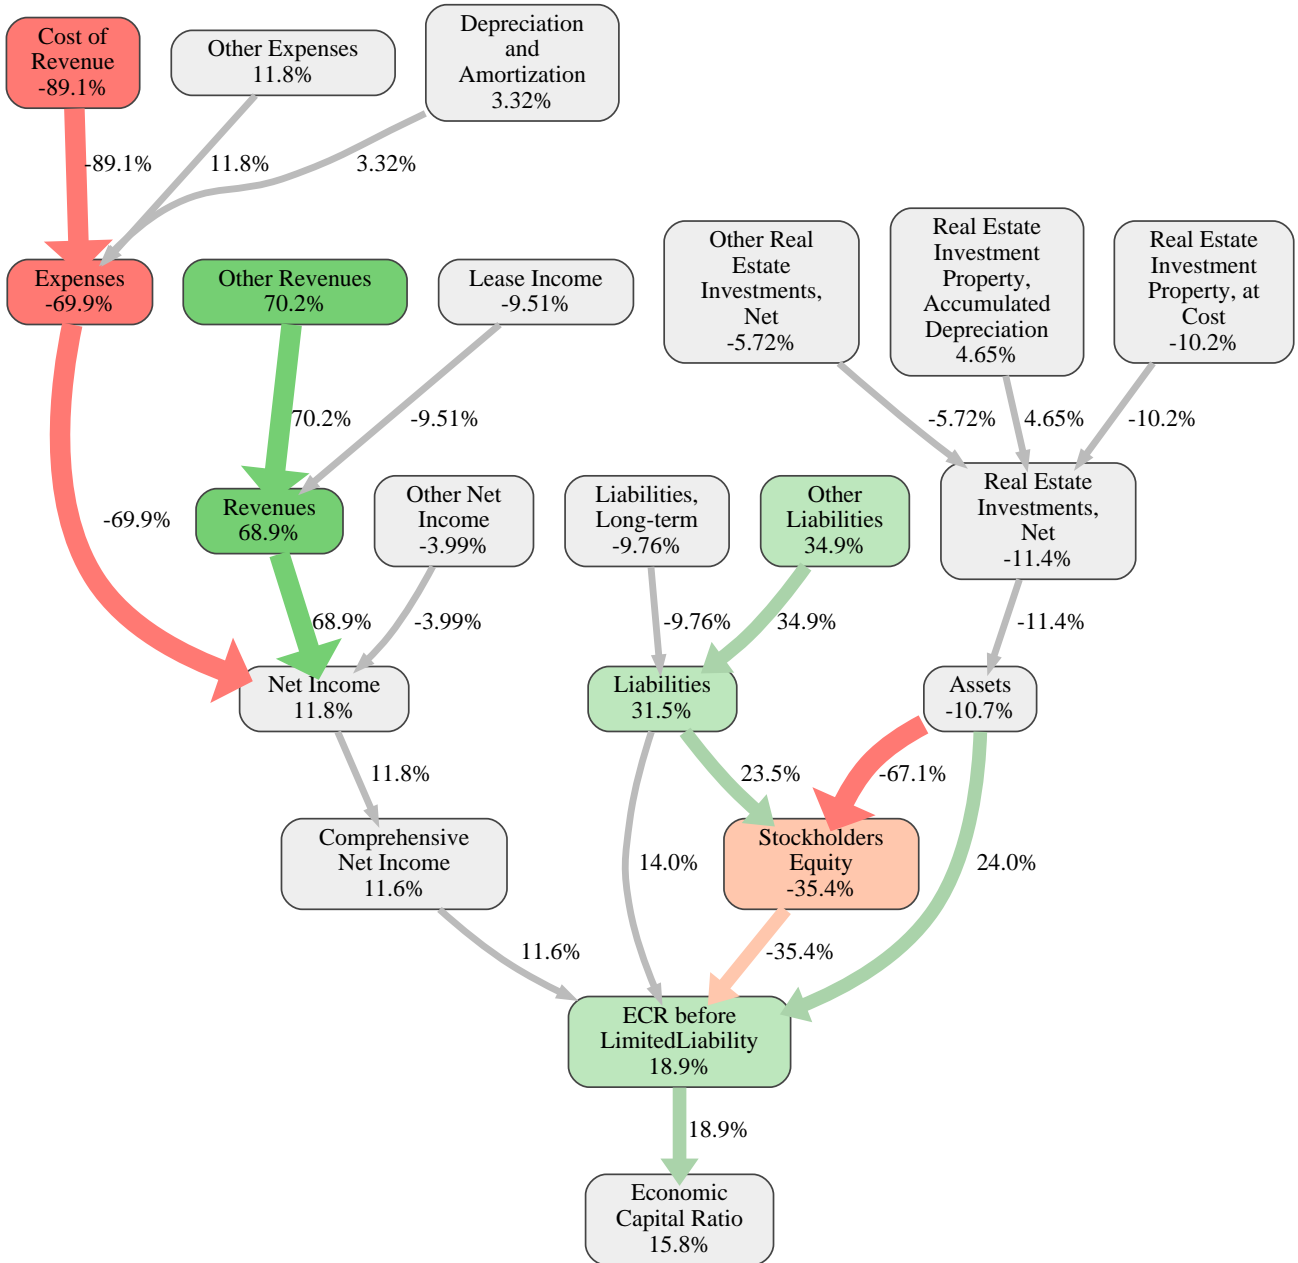 Cost of
Revenue
-89.1%
Other Expenses
11.8%
Depreciation
and
Amortization
3.32%
-89.1%
11.8%
3.32%
Expenses
-69.9%
Other Revenues
70.2%
Lease Income
-9.51%
Other Real
Estate
Investments,
Net
-5.72%
Real Estate
Investment
Property,
Accumulated
Depreciation
4.65%
Real Estate
Investment
Property, at
Cost
-10.2%
70.2%
-9.51%
-5.72%
4.65%
-10.2%
-69.9%
Revenues
68.9%
Other Net
Income
-3.99%
Liabilities,
Long-term
-9.76%
Other
Liabilities
34.9%
Real Estate
Investments,
Net
-11.4%
68.9%
-3.99%
-9.76%
34.9%
-11.4%
Net Income
11.8%
Liabilities
31.5%
Assets
-10.7%
11.8%
23.5%
-67.1%
Comprehensive
Net Income
11.6%
14.0%
Stockholders
Equity
-35.4%
24.0%
11.6%
-35.4%
ECR before
LimitedLiability
18.9%
18.9%
Economic
Capital Ratio
15.8%